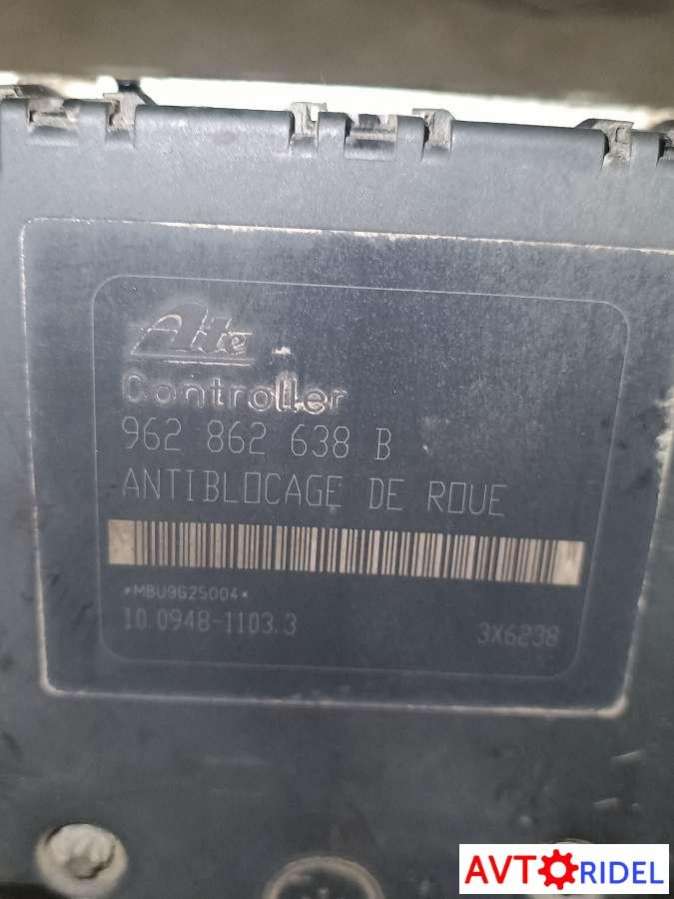 Ate
Controller
962 862 638 B
ANTIBLOCAGE DE ROUE
*MBU9G25004*
10.0948-1103.3
3X6238
AVTORIDEL